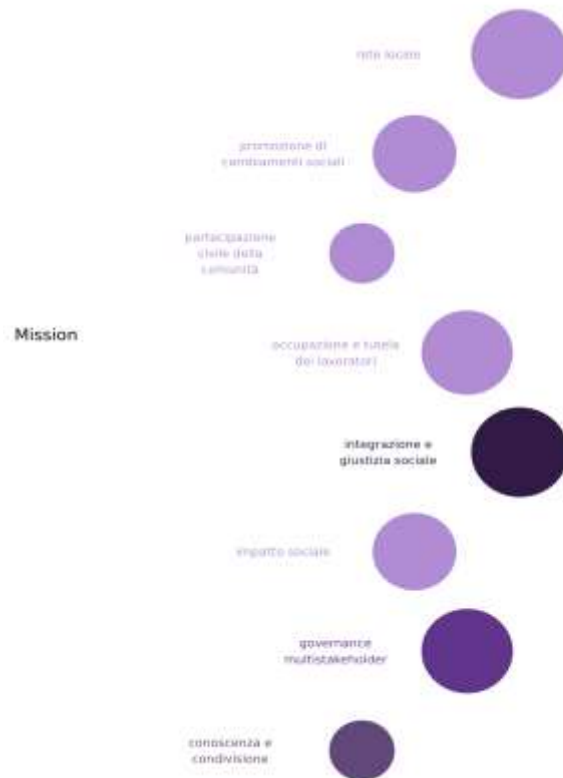 rete locale
promozione di
cambiamenti sociali
partecipazione
civile della
comunità
Mission
occupazione e tutela
dei lavoratori
integrazione e
giustizia sociale
impatto sociale
governance
multistakeholder
conoscenza e
condivisione